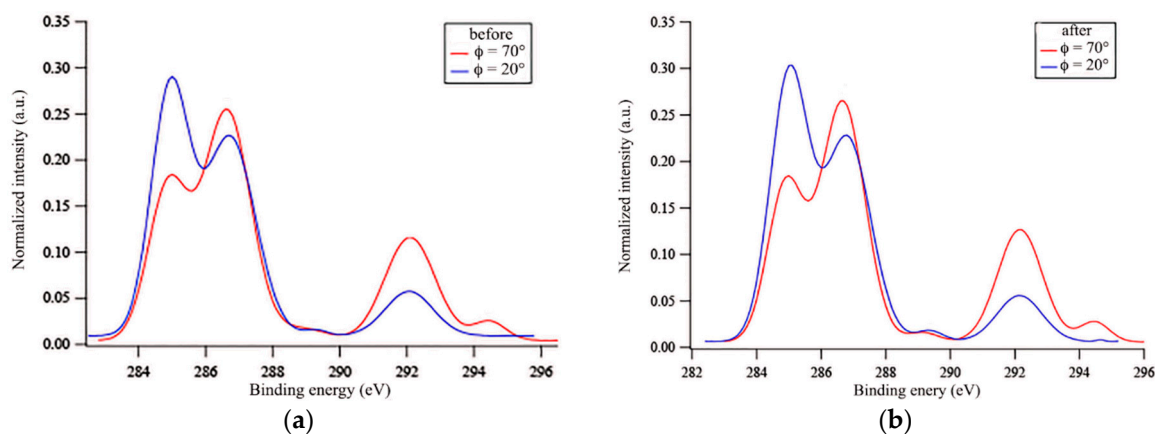 before
ϕ = 70°
ϕ = 20°
Normalized intensity (a.u.)
0.35
0.30
0.25
0.20
0.15
0.10
0.05
0.00
284 286 288 290 292 294 296
Binding energy (eV)
(a)
after
ϕ = 70°
ϕ = 20°
Normalized intensity (a.u.)
0.35
0.30
0.25
0.20
0.15
0.10
0.05
0.00
282 284 286 288 290 292 294 296
Binding enery (eV)
(b)